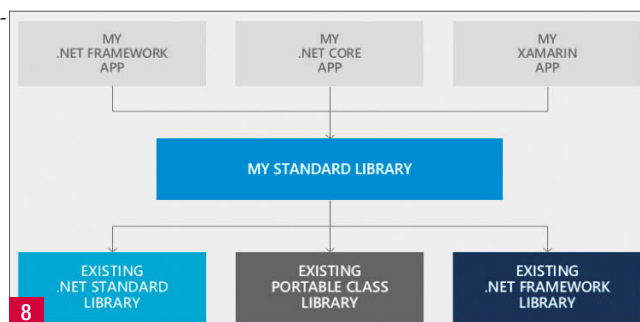 MY
.NET FRAMEWORK
APP
MY
.NET CORE
APP
MY
XAMARIN
APP
MY STANDARD LIBRARY
EXISTING
.NET STANDARD
LIBRARY
EXISTING
PORTABLE CLASS
LIBRARY
EXISTING
.NET FRAMEWORK
LIBRARY
8